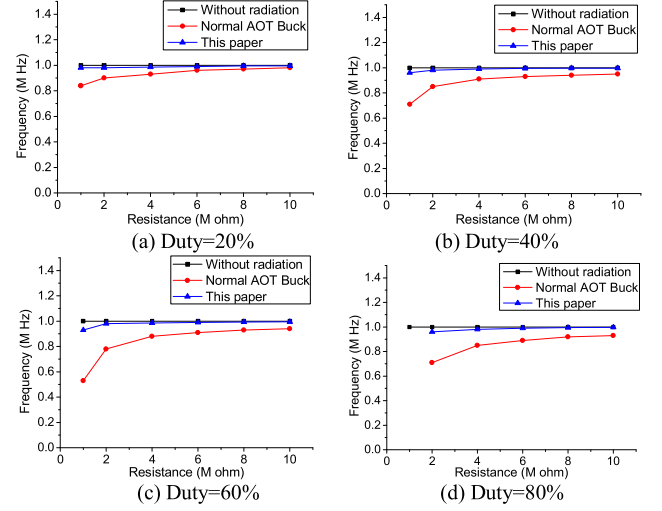 Without radiation
Normal AOT Buck
This paper
1.4
1.2
1.0
0.8
0.6
0.4
0.2
0.0
Frequency (M Hz)
0 2 4 6 8 10
Resistance (M ohm)
(a) Duty=20%
Without radiation
Normal AOT Buck
This paper
1.4
1.2
1.0
0.8
0.6
0.4
0.2
0.0
Frequency (M Hz)
0 2 4 6 8 10
Resistance (M ohm)
(b) Duty=40%
Without radiation
Normal AOT Buck
This paper
1.4
1.2
1.0
0.8
0.6
0.4
0.2
0.0
Frequency (M Hz)
0 2 4 6 8 10
Resistance (M ohm)
(c) Duty=60%
Without radiation
Normal AOT Buck
This paper
1.4
1.2
1.0
0.8
0.6
0.4
0.2
0.0
Frequency (M Hz)
0 2 4 6 8 10
Resistance (M ohm)
(d) Duty=80%